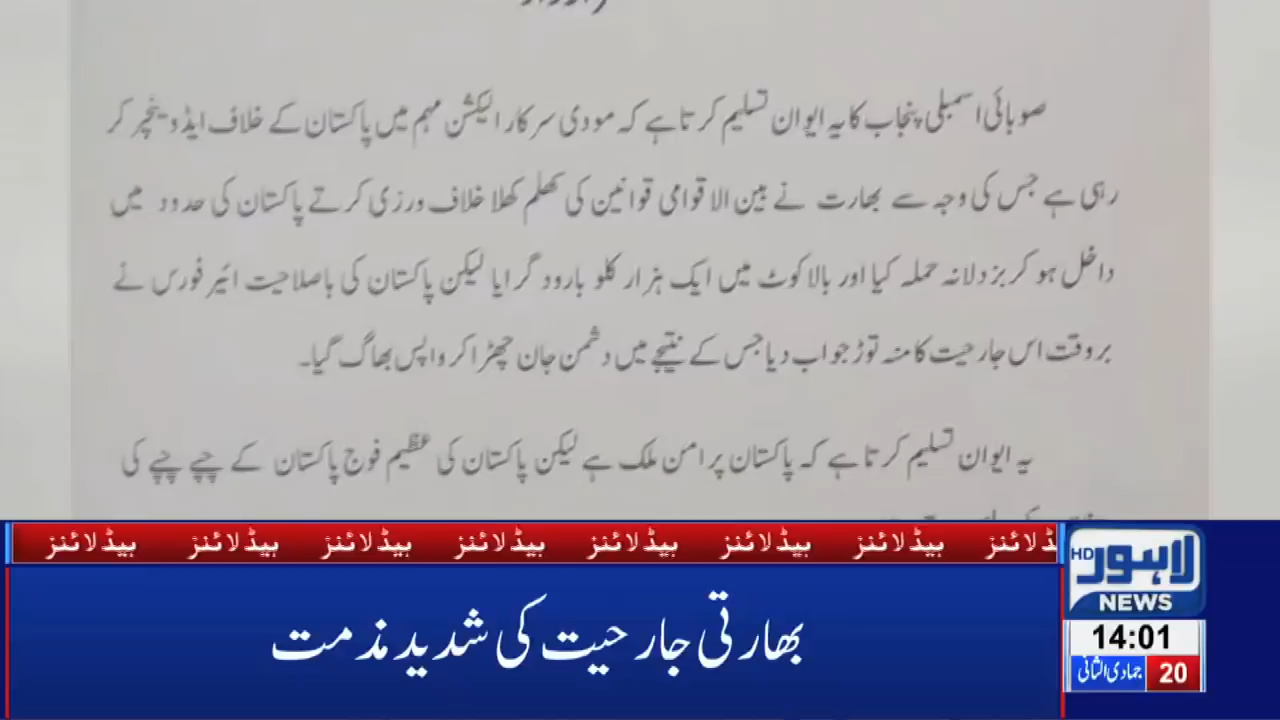 صوبائی اسمبلی پنجاب کا یہ ایوان تسلیم کرتا ہے کہ مودی سرکار الیکشن مہم میں پاکستان کے خلاف ایڈوینچر کر
رہی ہے جس کی وجہ سے بھارت نے بین الاقوامی قوانین کی کھلم کھلا خلاف ورزی کرتے پاکستان کی حدود میں
داخل ہو کر بزدلانہ حملہ کیا اور بالا کوٹ میں ایک ہزار کلو بارود گرایا لیکن پاکستان کی باصلاحیت ائیر فورس نے
بروقت اس جارحیت کا منہ توڑ جواب دیا جس کے نتیجے میں دشمن جان چھڑا کر واپس بھاگ گیا۔
یہ ایوان تسلیم کرتا ہے کہ پاکستان پر امن ملک ہے لیکن پاکستان کی عظیم فوج پاکستان کے چپے چپے کی
ہیڈلائنز ہیڈلائنز ہیڈلائنز ہیڈلائنز ہیڈلائنز ہیڈلائنز ہیڈلائنز
بھارتی جارحیت کی شدید مذمت
لاہور HD
NEWS
14:01
20 جمادی الثانی